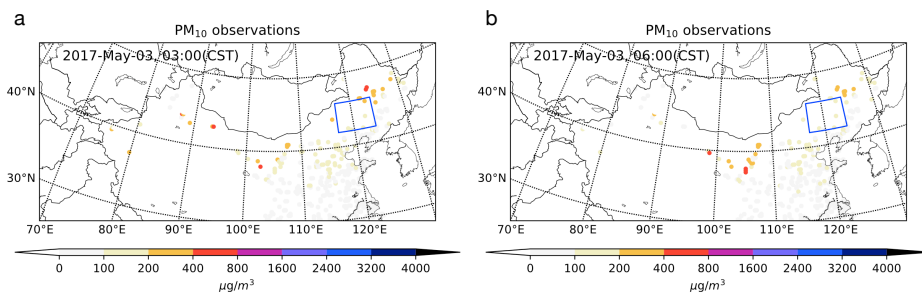 a
PM₁₀ observations
2017-May-03, 03:00(CST)
40°N
30°N
70°E 80°E 90°E 100°E 110°E 120°E
0 100 200 400 800 1600 2400 3200 4000
μg/m³
b
PM₁₀ observations
2017-May-03, 06:00(CST)
40°N
30°N
70°E 80°E 90°E 100°E 110°E 120°E
0 100 200 400 800 1600 2400 3200 4000
μg/m³